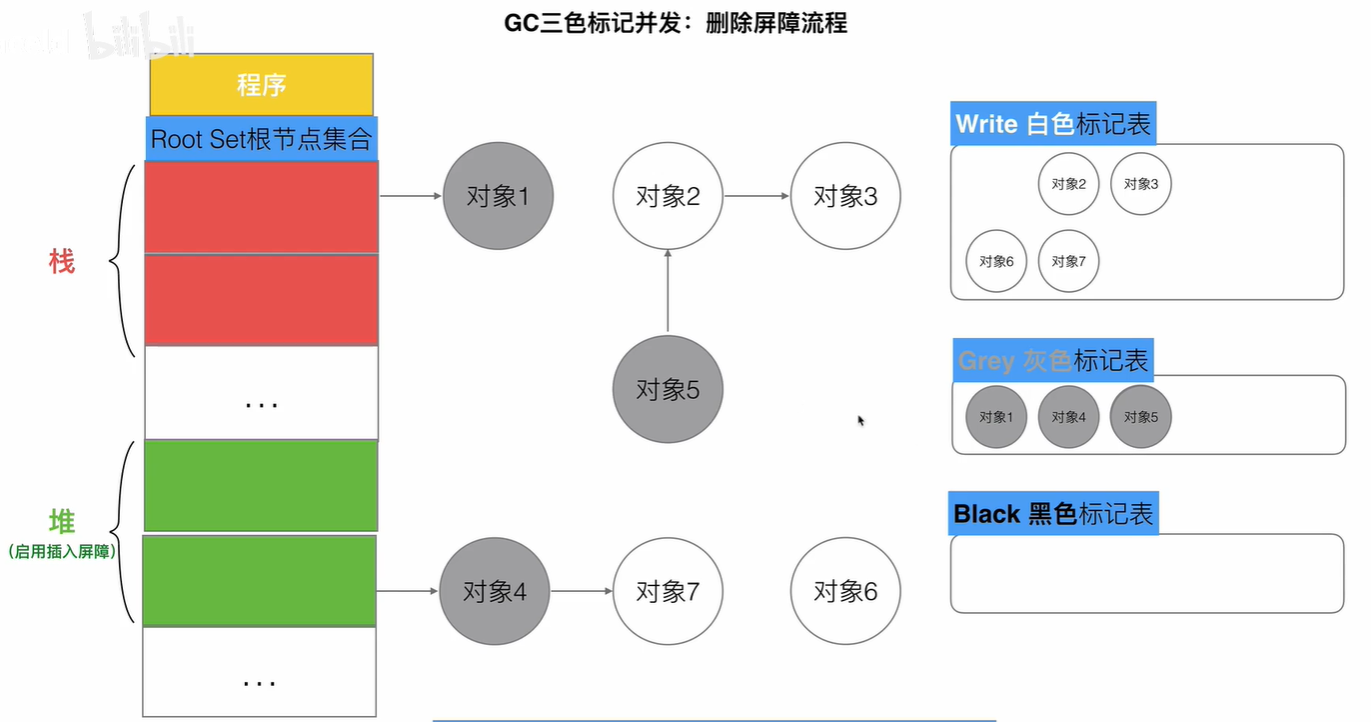 GC三色标记并发：删除屏障流程
bilibili
程序
Root Set根节点集合
栈
...
堆
（启用插入屏障）
...
对象1
对象2
对象3
对象5
对象4
对象7
对象6
Write 白色标记表
对象2
对象3
对象6
对象7
Grey 灰色标记表
对象1
对象4
对象5
Black 黑色标记表